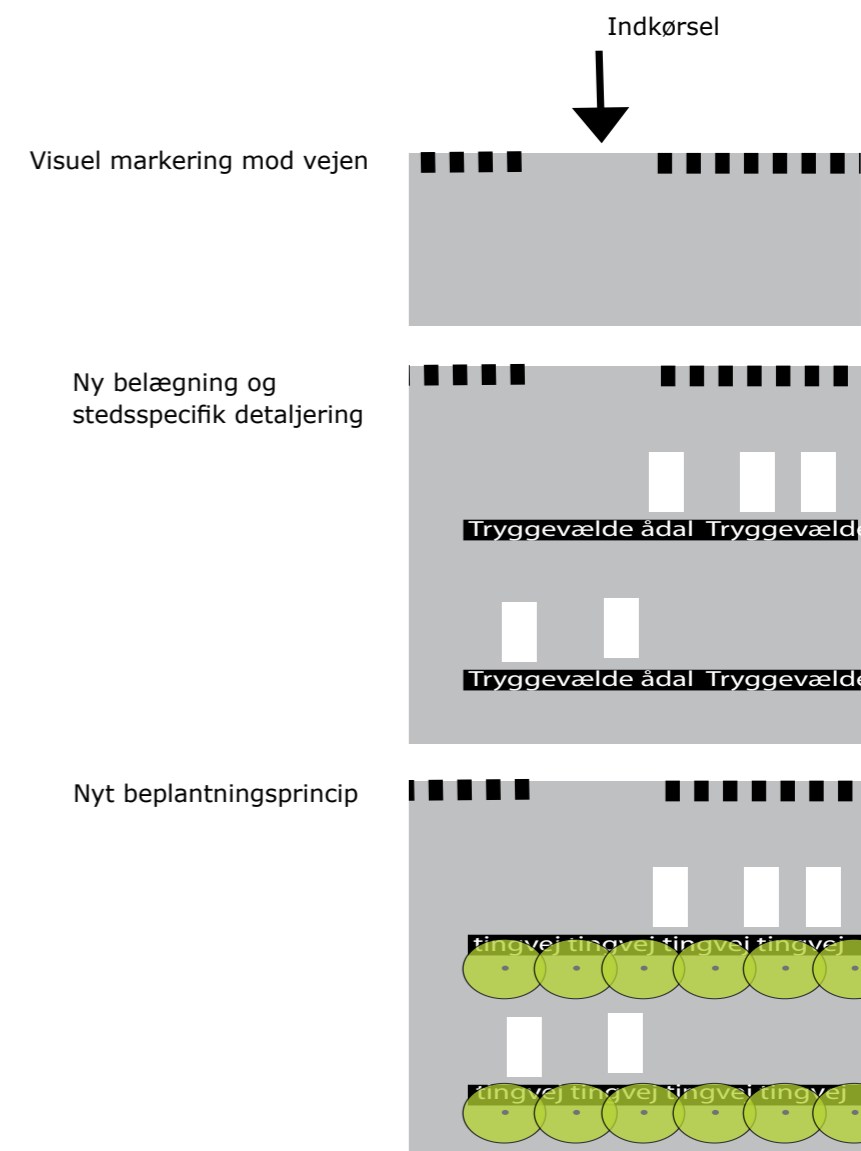 Indkørsel
Visuel markering mod vejen
Ny belægning og
stedsspecifik detaljering
Tryggevælde ådal Tryggevælde
Tryggevælde ådal Tryggevælde
Nyt beplantningsprincip
tingvej tingvej tingvej tingvej
tingvej tingvej tingvej tingvej